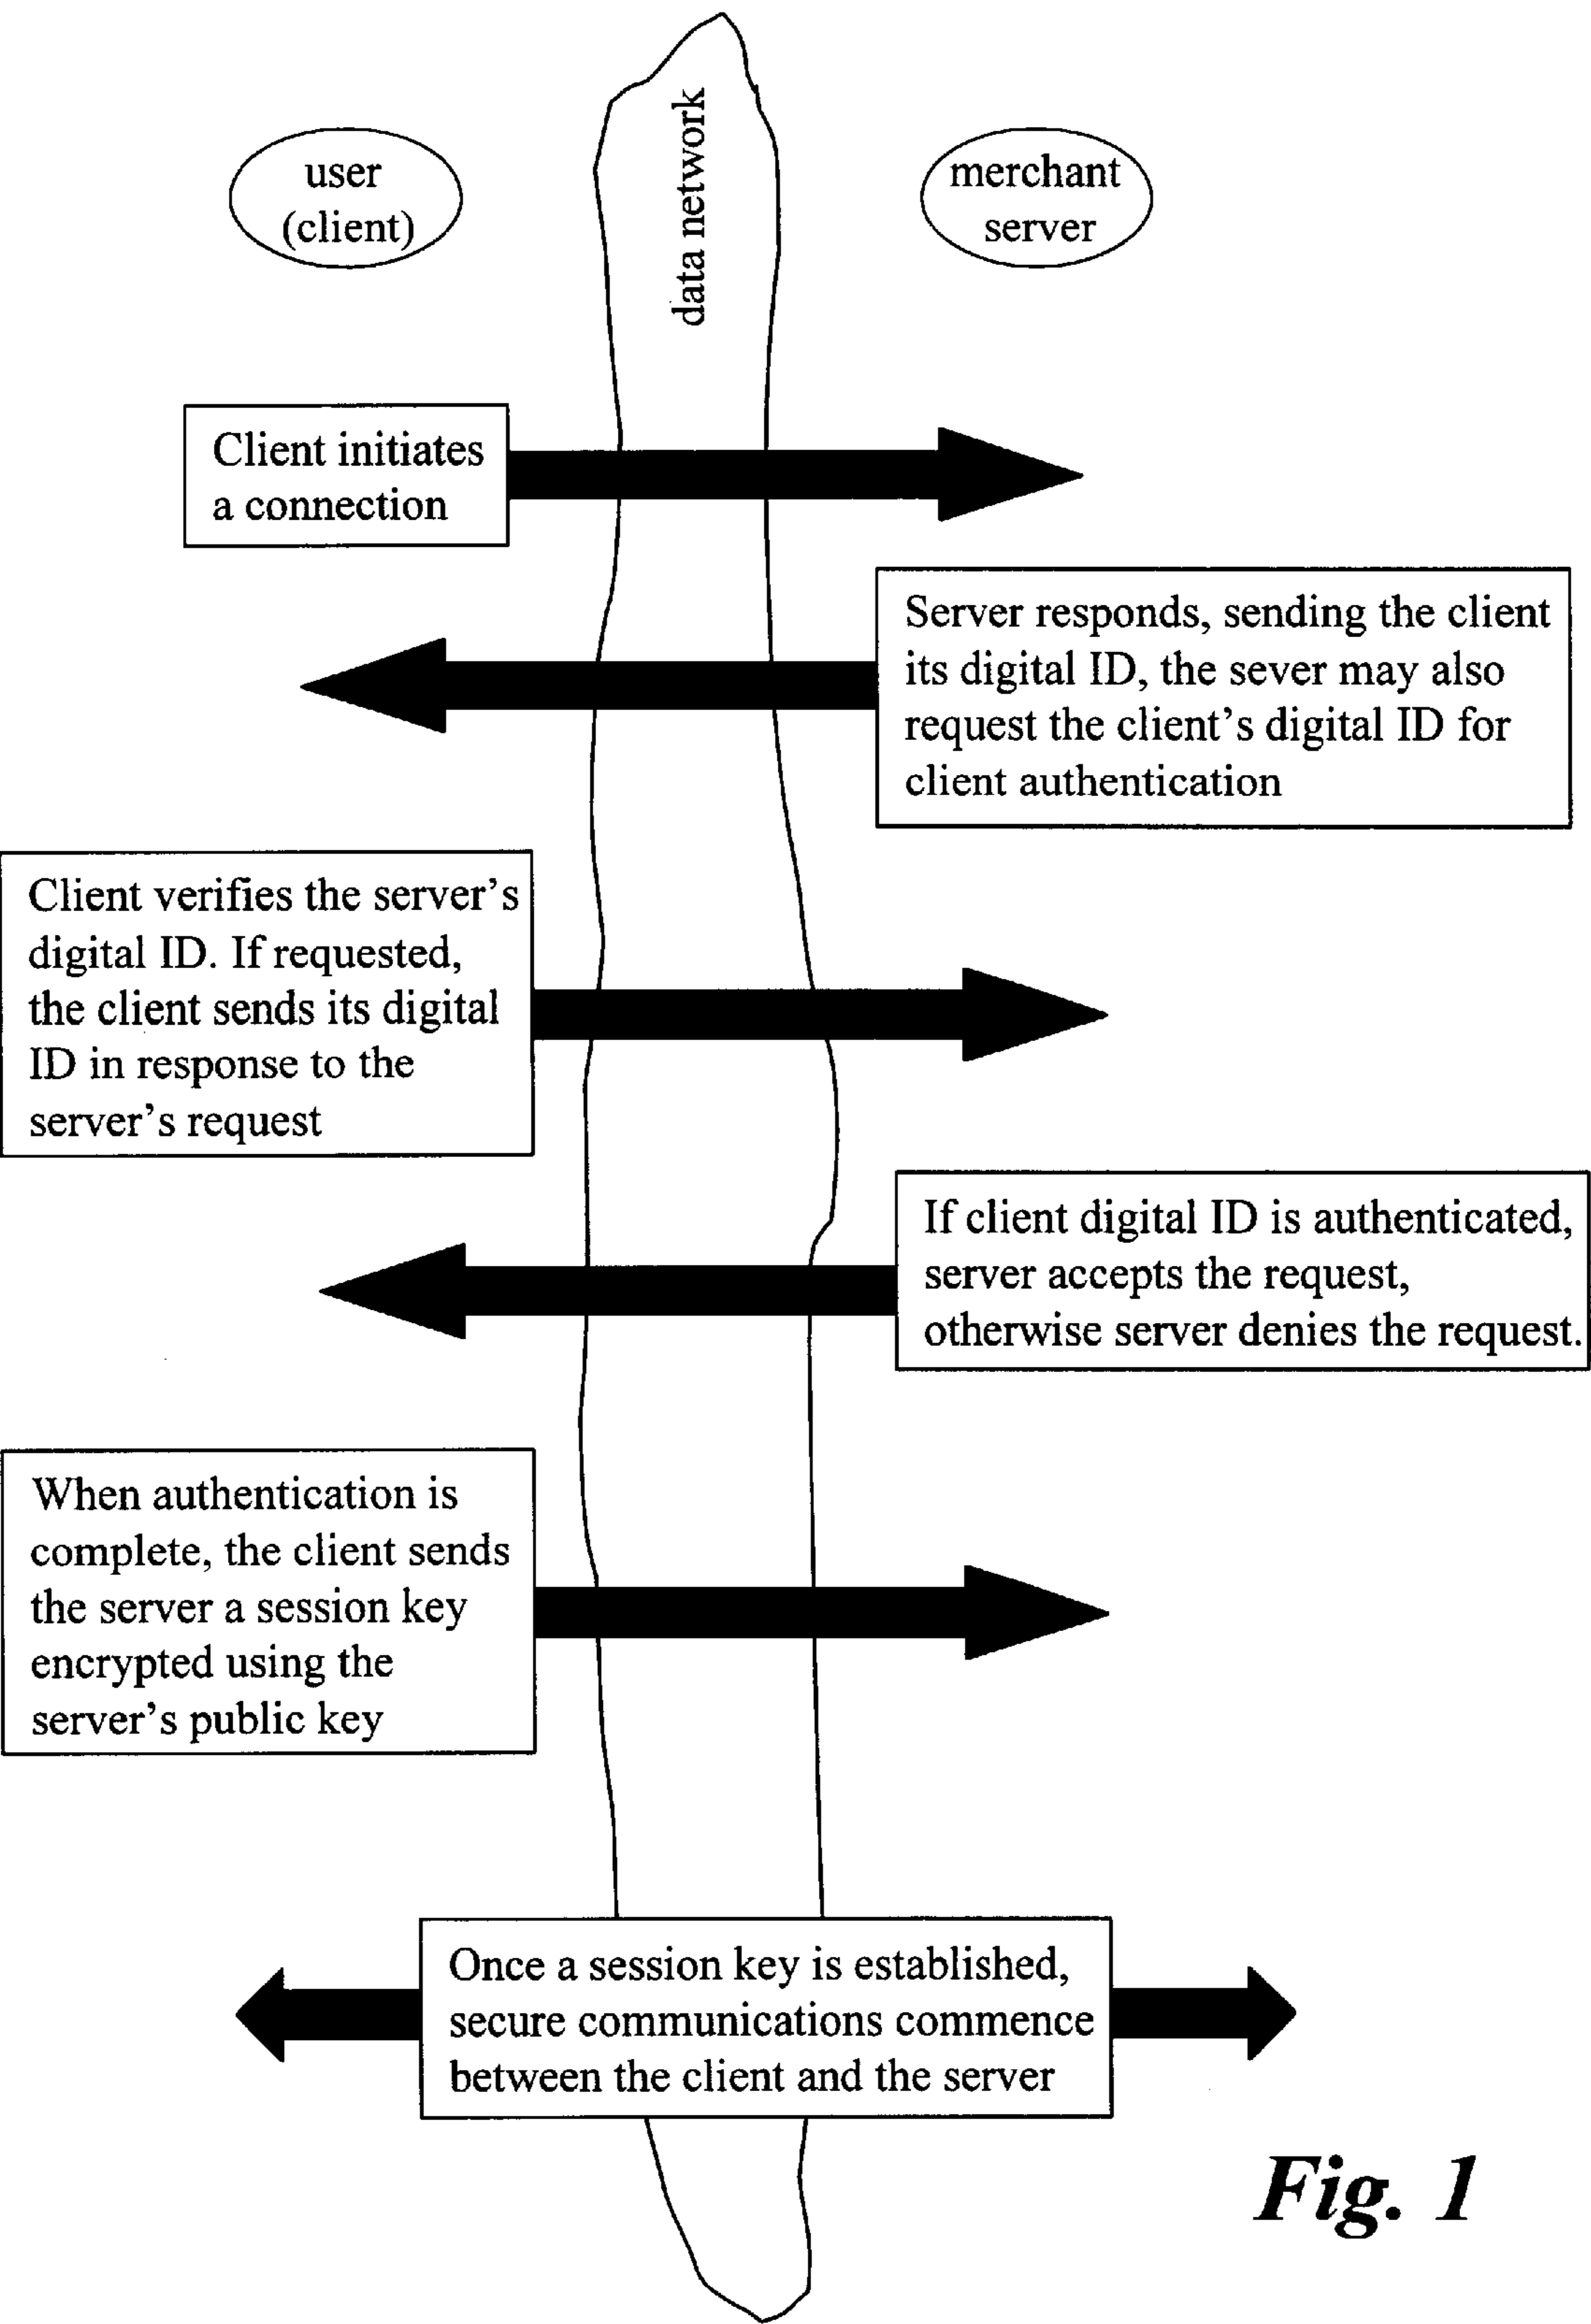 user
(client)
data network
merchant
server
Client initiates
a connection
Server responds, sending the client
its digital ID, the sever may also
request the client's digital ID for
client authentication
Client verifies the server's
digital ID. If requested,
the client sends its digital
ID in response to the
server's request
If client digital ID is authenticated,
server accepts the request,
otherwise server denies the request.
When authentication is
complete, the client sends
the server a session key
encrypted using the
server's public key
Once a session key is established,
secure communications commence
between the client and the server
Fig. 1